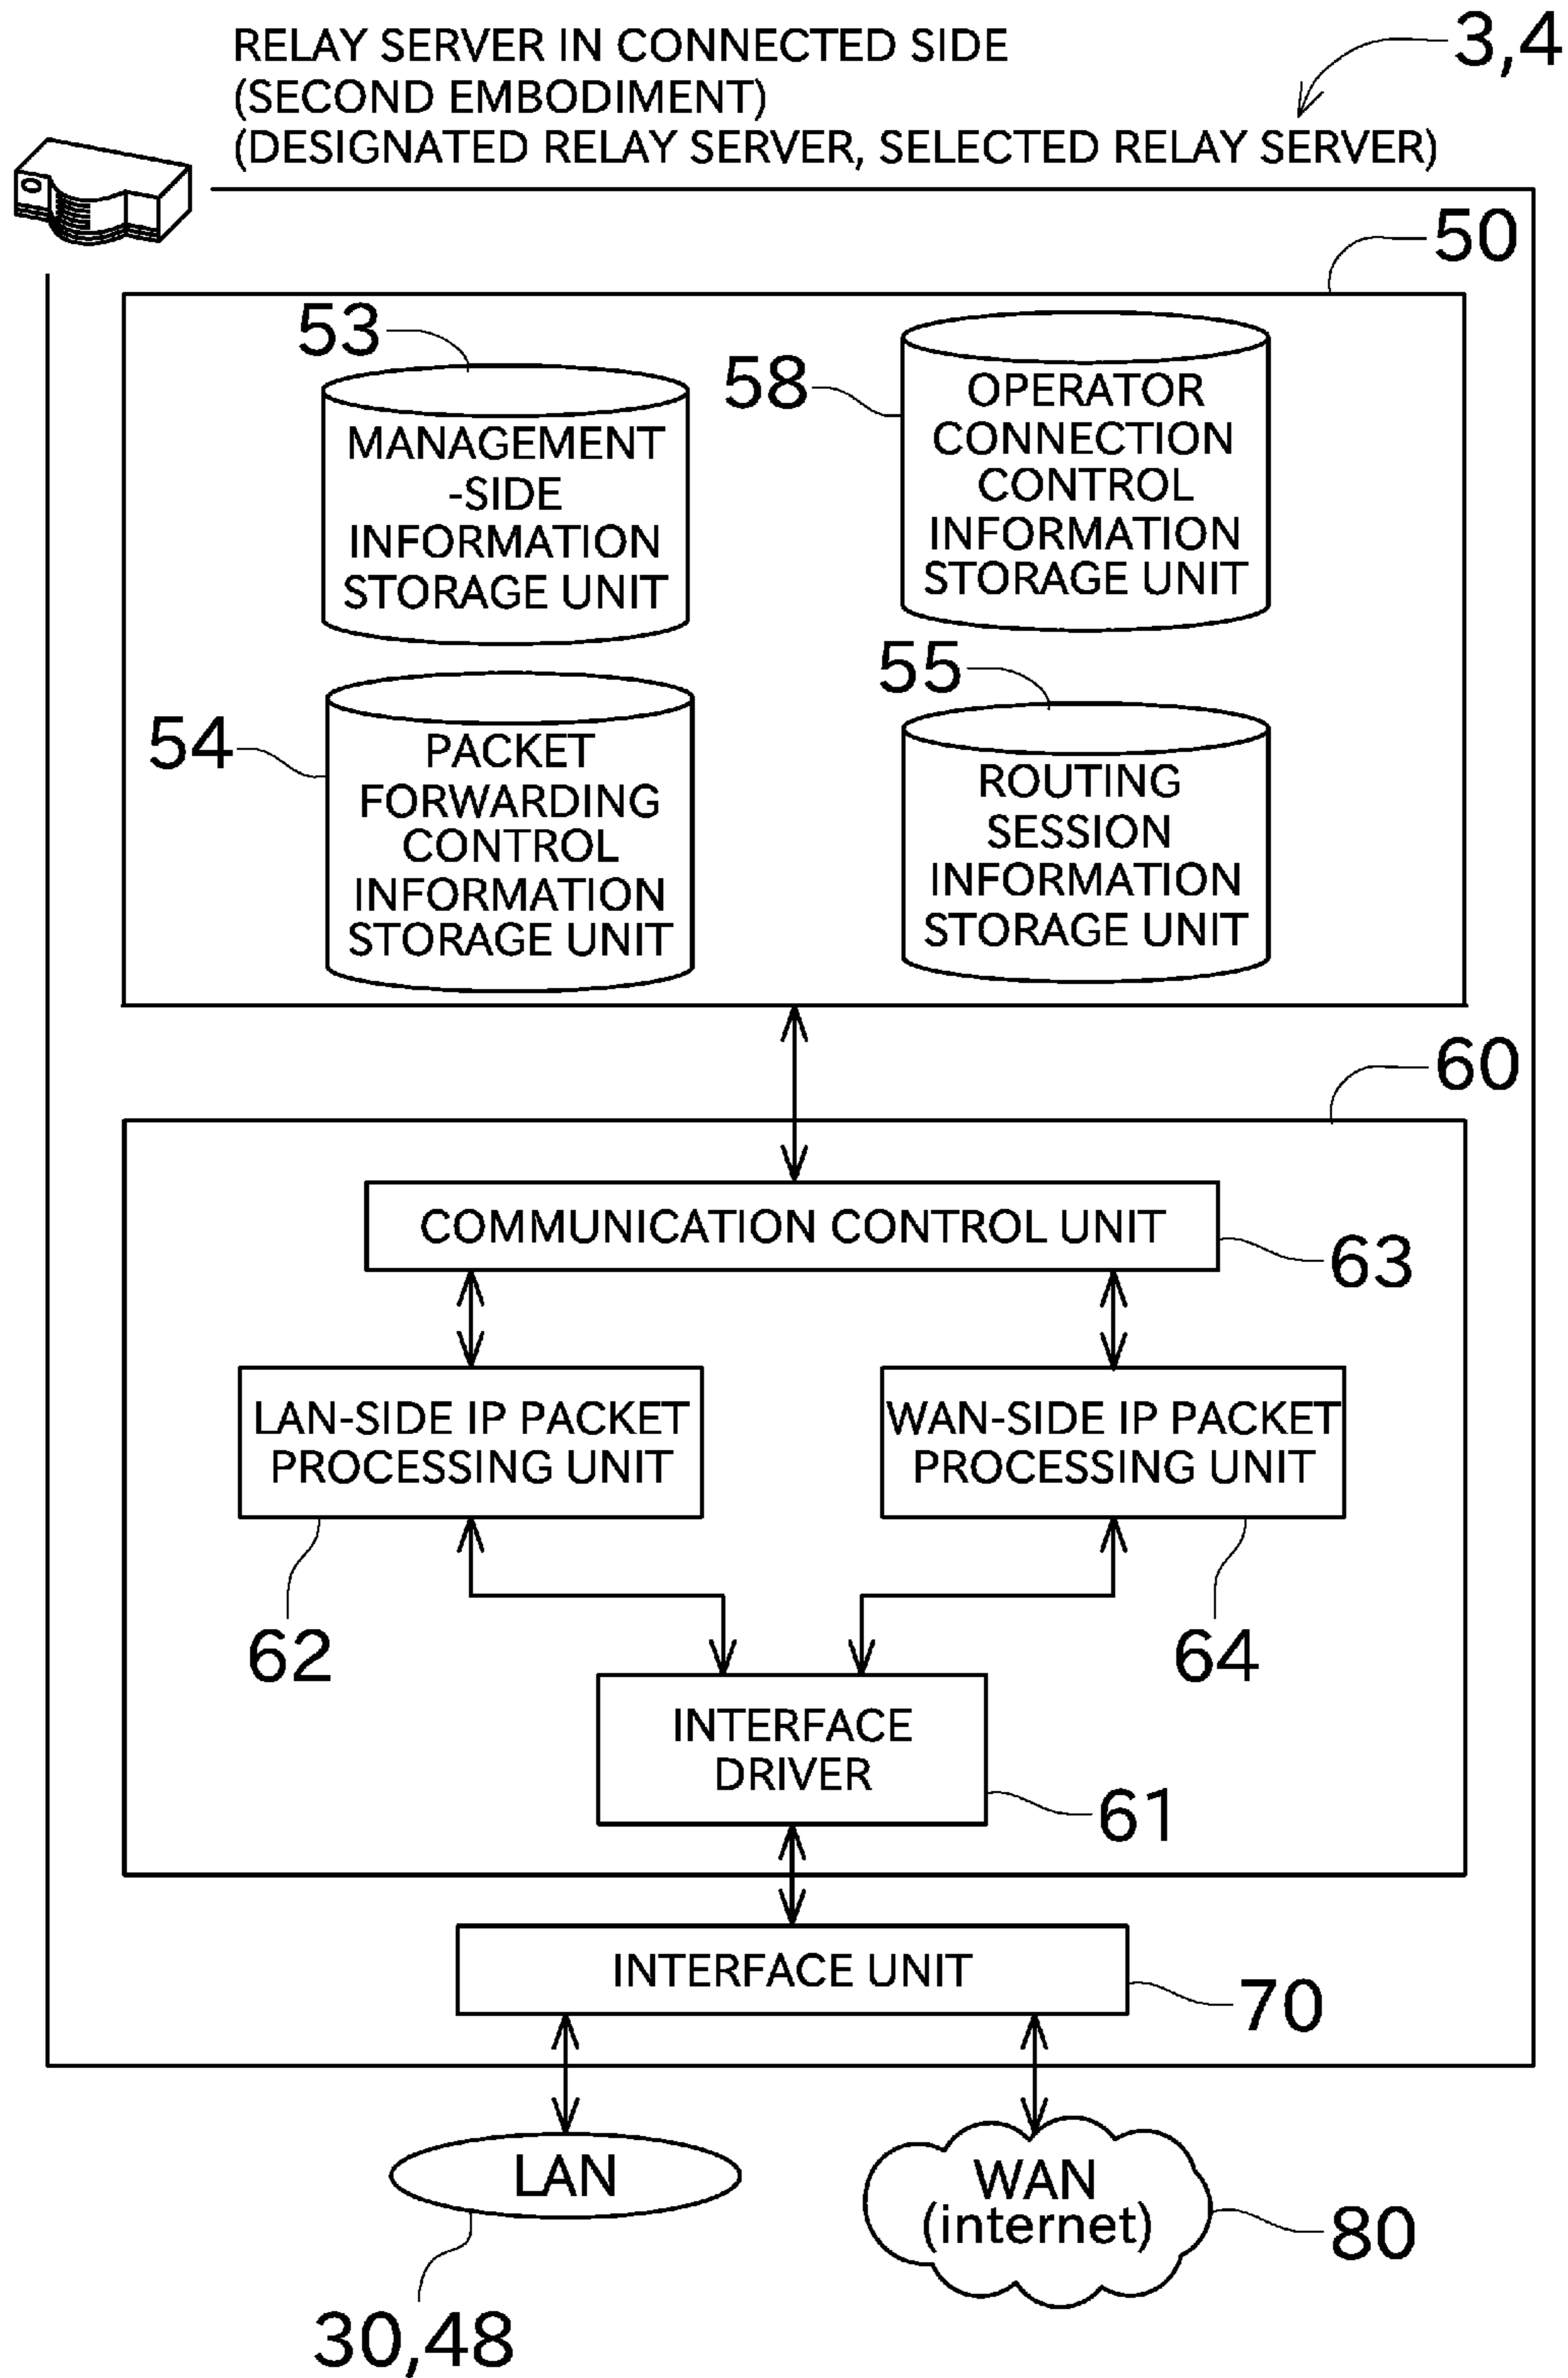 RELAY SERVER IN CONNECTED SIDE
3,4
(SECOND EMBODIMENT)
(DESIGNATED RELAY SERVER, SELECTED RELAY SERVER)
50
53
MANAGEMENT
-SIDE
INFORMATION
STORAGE UNIT
58
OPERATOR
CONNECTION
CONTROL
INFORMATION
STORAGE UNIT
54
PACKET
FORWARDING
CONTROL
INFORMATION
STORAGE UNIT
55
ROUTING
SESSION
INFORMATION
STORAGE UNIT
60
COMMUNICATION CONTROL UNIT
63
LAN-SIDE IP PACKET
PROCESSING UNIT
62
WAN-SIDE IP PACKET
PROCESSING UNIT
64
INTERFACE
DRIVER
61
INTERFACE UNIT
70
LAN
30,48
WAN
(internet)
80